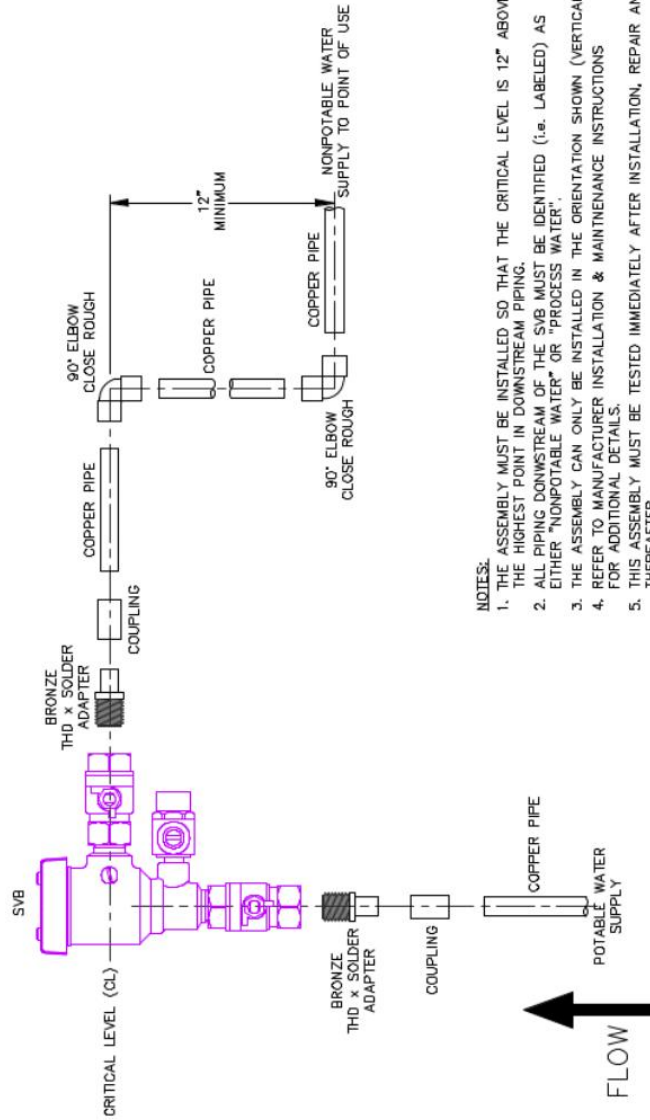 SVB
CRITICAL LEVEL (CL)
BRONZE
THD x SOLDER
ADAPTER
COUPLING
COPPER PIPE
90° ELBOW
CLOSE ROUGH
COPPER PIPE
12"
MINIMUM
90° ELBOW
CLOSE ROUGH
COPPER PIPE
NONPOTABLE WATER
SUPPLY TO POINT OF USE
BRONZE
THD x SOLDER
ADAPTER
COUPLING
COPPER PIPE
POTABLE WATER
SUPPLY
FLOW
NOTES:
1. THE ASSEMBLY MUST BE INSTALLED SO THAT THE CRITICAL LEVEL IS 12" ABOVE
THE HIGHEST POINT IN DOWNSTREAM PIPING.
2. ALL PIPING DONWSTREAM OF THE SVB MUST BE IDENTIFIED (i.e. LABELED) AS
EITHER "NONPOTABLE WATER" OR "PROCESS WATER".
3. THE ASSEMBLY CAN ONLY BE INSTALLED IN THE ORIENTATION SHOWN (VERTICAL
4. REFER TO MANUFACTURER INSTALLATION & MAINTNENANCE INSTRUCTIONS
FOR ADDITIONAL DETAILS.
5. THIS ASSEMBLY MUST BE TESTED IMMEDIATELY AFTER INSTALLATION, REPAIR AN
THEREAFTER